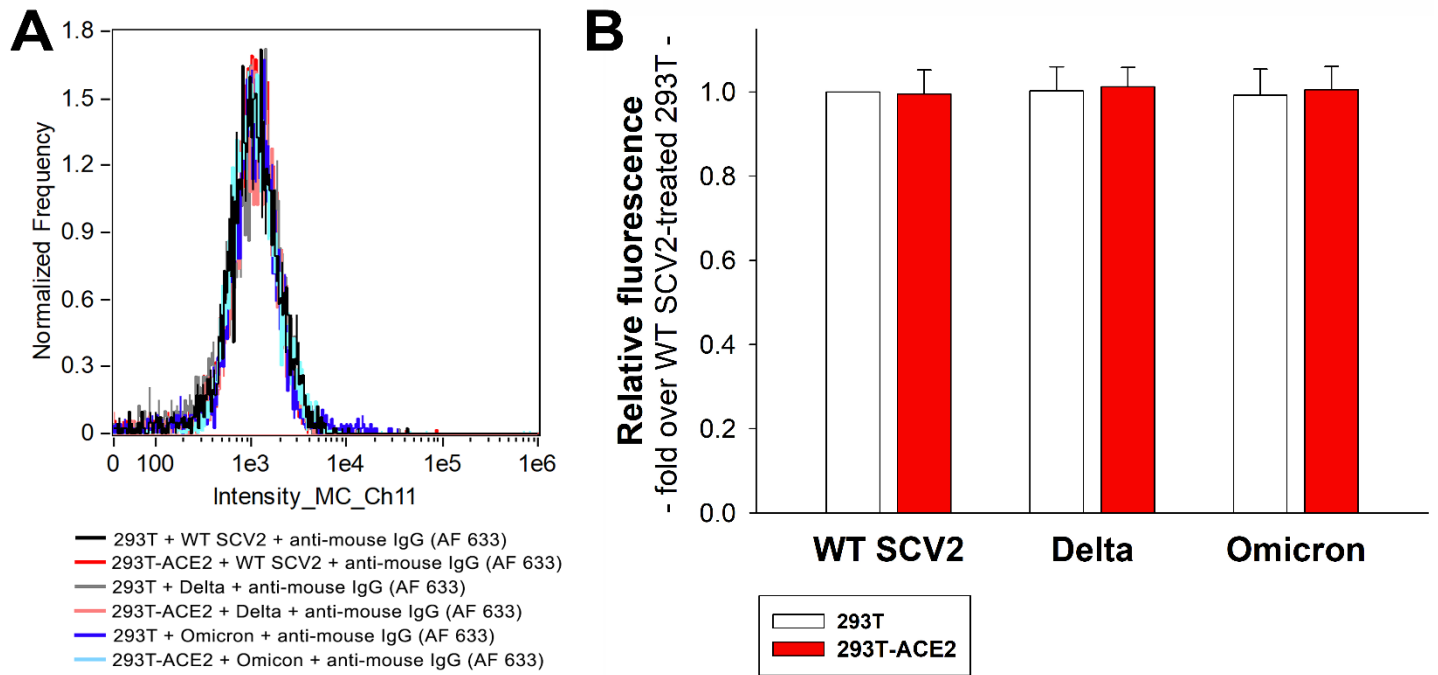 A
1.8
1.5
1.2
0.9
0.6
0.3
0
Normalized Frequency
0 100 1e3 1e4 1e5 1e6
Intensity_MC_Ch11
293T + WT SCV2 + anti-mouse IgG (AF 633)
293T-ACE2 + WT SCV2 + anti-mouse IgG (AF 633)
293T + Delta + anti-mouse IgG (AF 633)
293T-ACE2 + Delta + anti-mouse IgG (AF 633)
293T + Omicron + anti-mouse IgG (AF 633)
293T-ACE2 + Omicon + anti-mouse IgG (AF 633)
B
Relative fluorescence
- fold over WT SCV2-treated 293T -
1.0
0.8
0.6
0.4
0.2
0.0
WT SCV2 Delta Omicron
293T
293T-ACE2